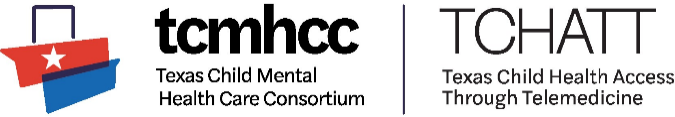 tcmhcc
Texas Child Mental
Health Care Consortium
TCHATT
Texas Child Health Access
Through Telemedicine